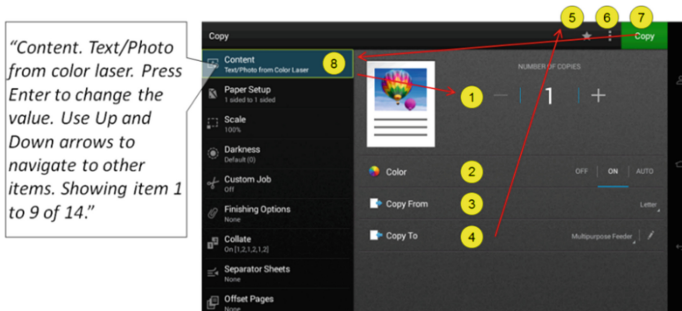 “Content. Text/Photo
from color laser. Press
Enter to change the
value. Use Up and
Down arrows to
navigate to other
items. Showing item 1
to 9 of 14.”
Copy
5
6
7
Copy
Content
Text/Photo from Color Laser
8
Paper Setup
1 sided to 1 sided
Scale
100%
Darkness
Default (0)
Custom Job
Off
Finishing Options
None
Collate
On [1,2,1,2,1,2]
Separator Sheets
None
Offset Pages
None
NUMBER OF COPIES
1
1
Color
2
OFF
ON
AUTO
Copy From
3
Letter
Copy To
4
Multipurpose Feeder